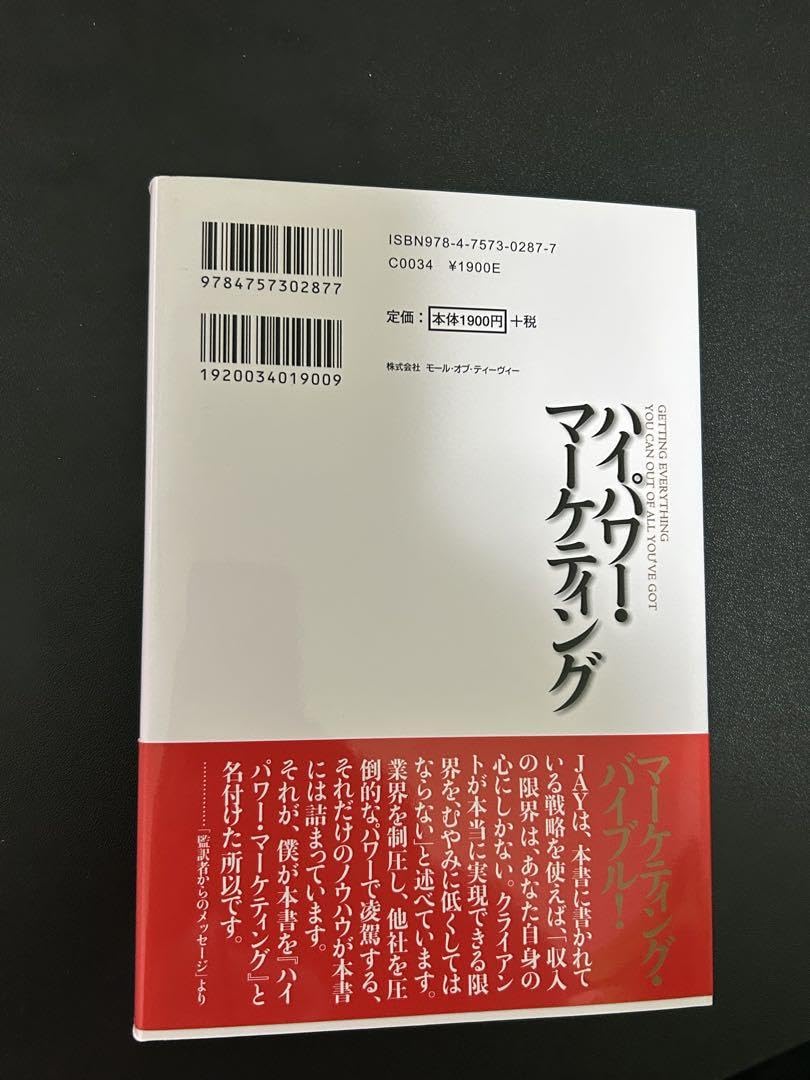 9784757302877
1920034019009
ISBN978-4-7573-0287-7
C0034 ¥1900E
定価：本体1900円＋税
株式会社 モール・オブ・ティーヴィー
GETTING EVERYTHING
YOU CAN OUT OF ALL YOU'VE GOT
ハイパワー・
マーケティング
マーケティング・
バイブル！
JAYは、本書に書かれて
いる戦略を使えば、「収入
の限界は、あなた自身の
心にしかない。クライアン
トが本当に実現できる限
界を、むやみに低くしては
ならない」と述べています。
業界を制圧し、他社を圧
倒的な。パワーで凌駕する、
それだけのノウハウが本書
には詰まっています。
それが、僕が本書を『ハイ
パワー・マーケティング』と
名付けた所以です。
………………「監訳者からのメッセージ」より